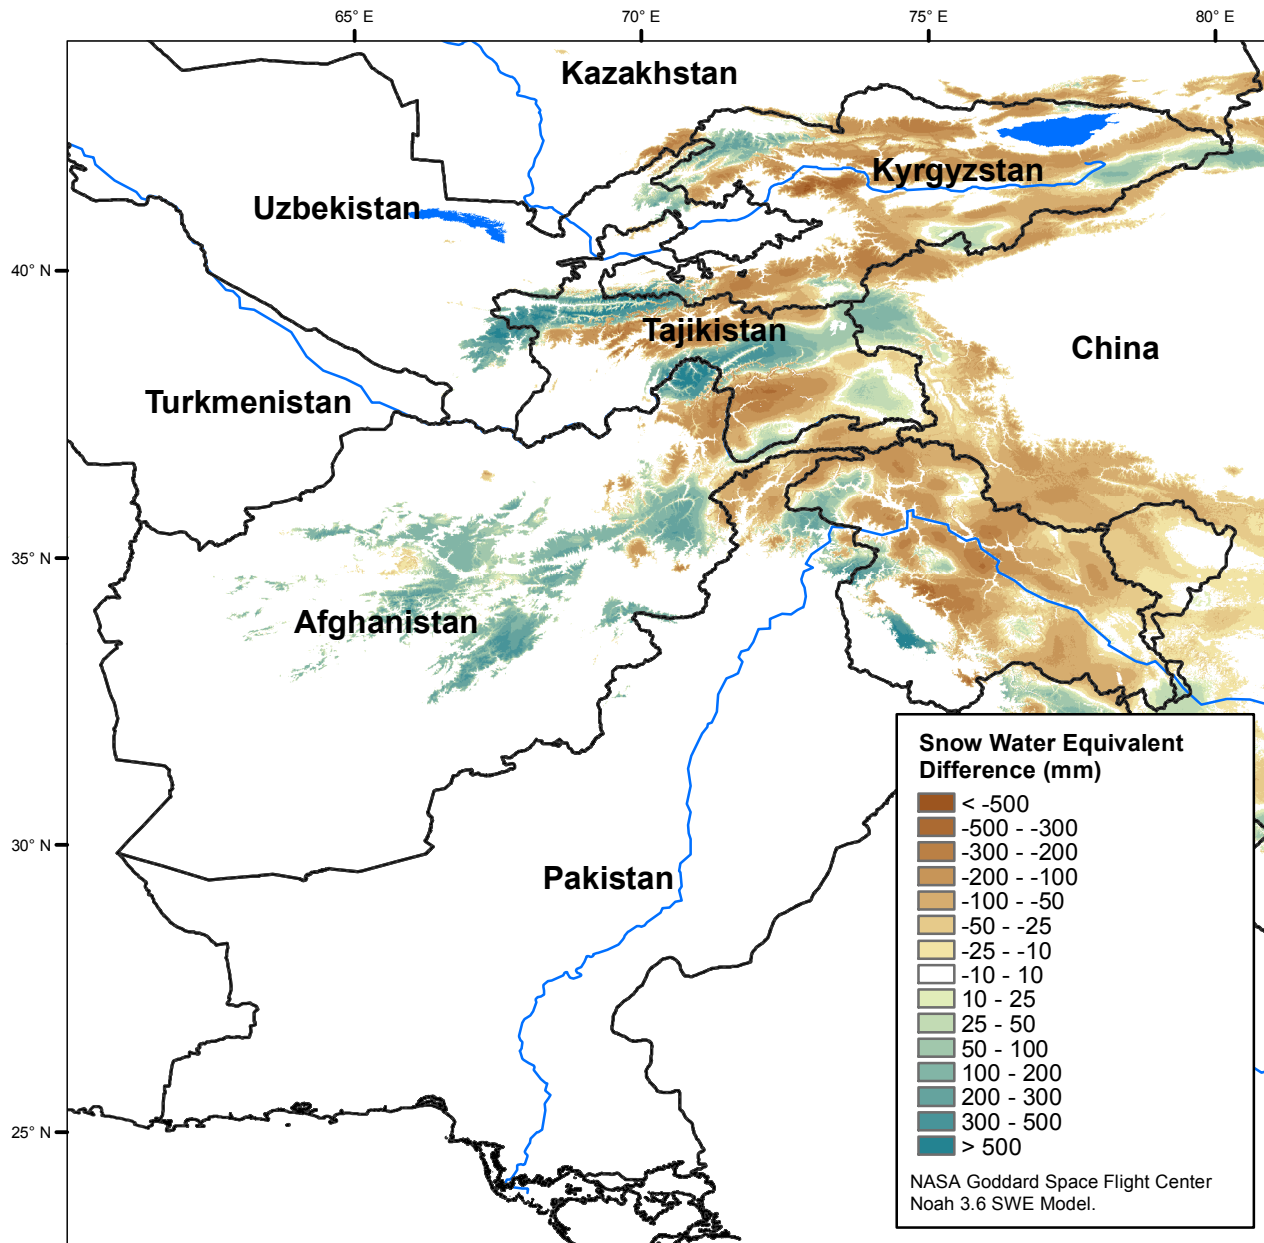 65° E
70° E
75° E
80° E
Kazakhstan
Kyrgyzstan
Uzbekistan
40° N
Tajikistan
China
Turkmenistan
35° N
Afghanistan
30° N
Pakistan
25° N
Snow Water Equivalent
Difference (mm)
< -500
-500 - -300
-300 - -200
-200 - -100
-100 - -50
-50 - -25
-25 - -10
-10 - 10
10 - 25
25 - 50
50 - 100
100 - 200
200 - 300
300 - 500
> 500
NASA Goddard Space Flight Center
Noah 3.6 SWE Model.